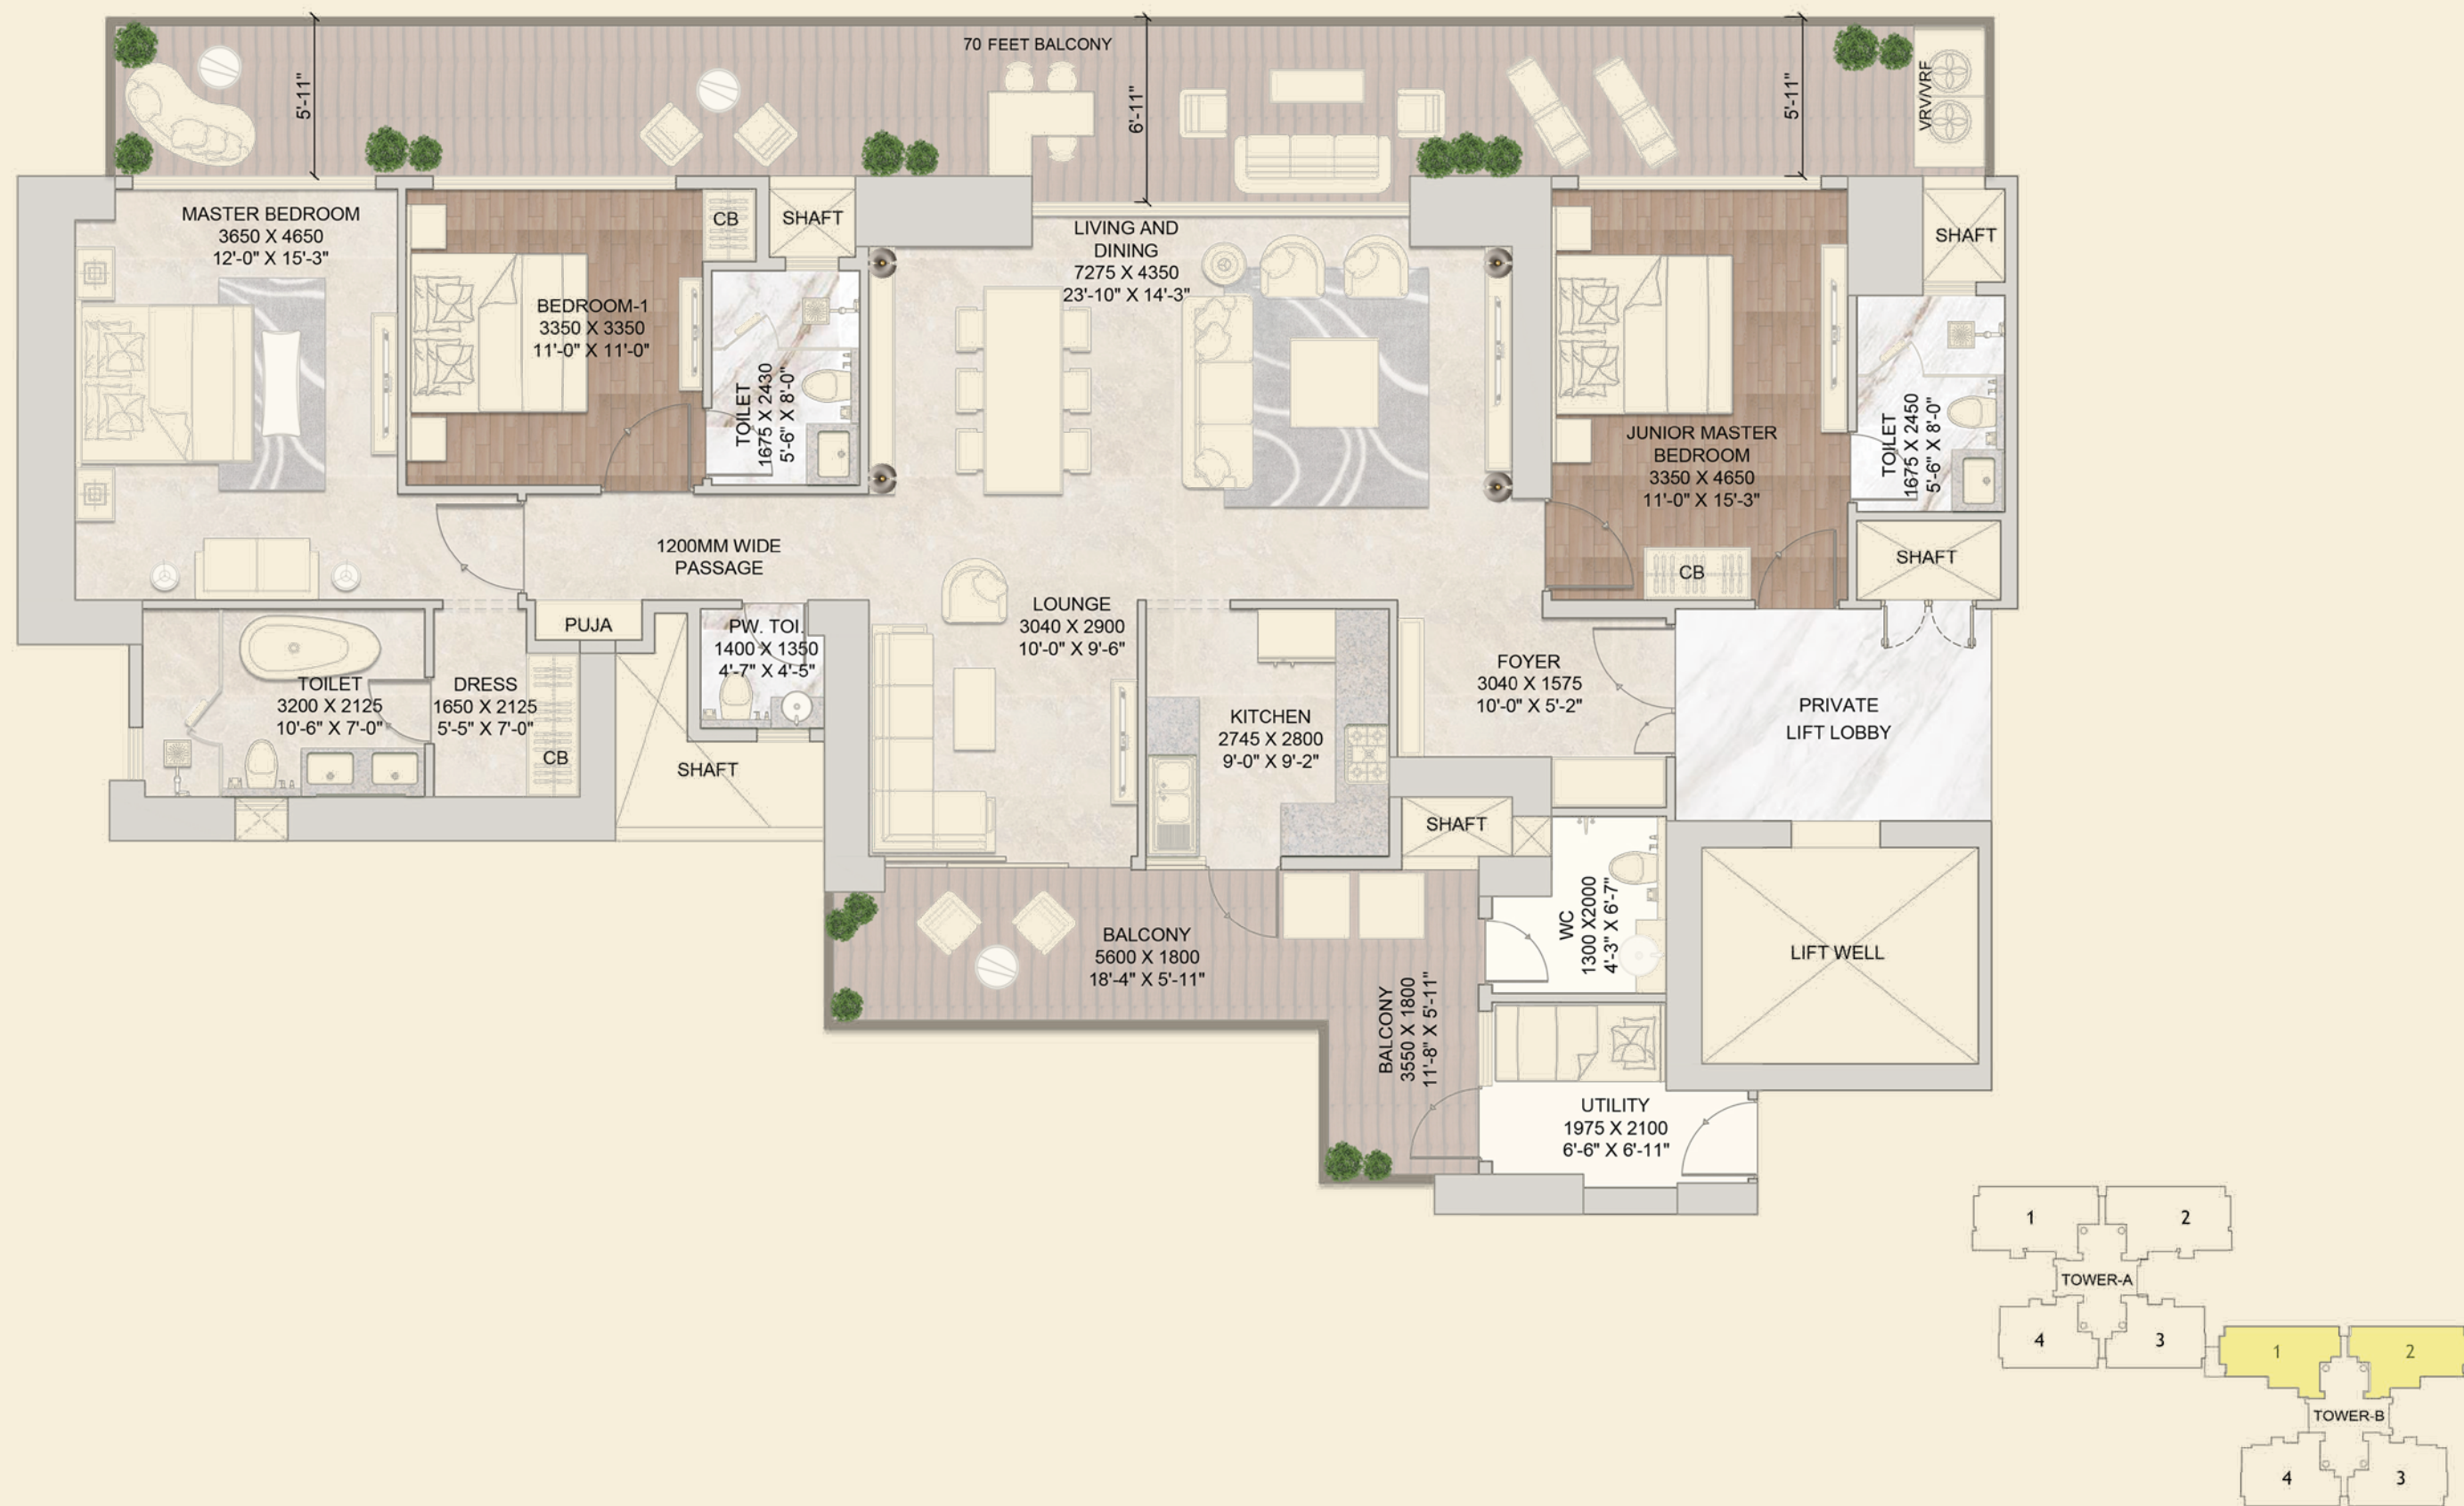 70 FEET BALCONY
5'-11"
6'-11"
5'-11"
VRV/VRF
MASTER BEDROOM
3650 X 4650
12'-0" X 15'-3"
CB
SHAFT
BEDROOM-1
3350 X 3350
11'-0" X 11'-0"
TOILET
1675 X 2430
5'-6" X 8'-0"
LIVING AND
DINING
7275 X 4350
23'-10" X 14'-3"
JUNIOR MASTER
BEDROOM
3350 X 4650
11'-0" X 15'-3"
CB
SHAFT
TOILET
1675 X 2450
5'-6" X 8'-0"
SHAFT
1200MM WIDE
PASSAGE
PUJA
PW. TOI.
1400 X 1350
4'-7" X 4'-5"
LOUNGE
3040 X 2900
10'-0" X 9'-6"
TOILET
3200 X 2125
10'-6" X 7'-0"
DRESS
1650 X 2125
5'-5" X 7'-0"
CB
SHAFT
KITCHEN
2745 X 2800
9'-0" X 9'-2"
FOYER
3040 X 1575
10'-0" X 5'-2"
PRIVATE
LIFT LOBBY
SHAFT
WC
1300 X2000
4'-3" X 6'-7"
LIFT WELL
BALCONY
5600 X 1800
18'-4" X 5'-11"
BALCONY
3550 X 1800
11'-8" X 5'-11"
UTILITY
1975 X 2100
6'-6" X 6'-11"
1
2
TOWER-A
4
3
1
2
TOWER-B
4
3